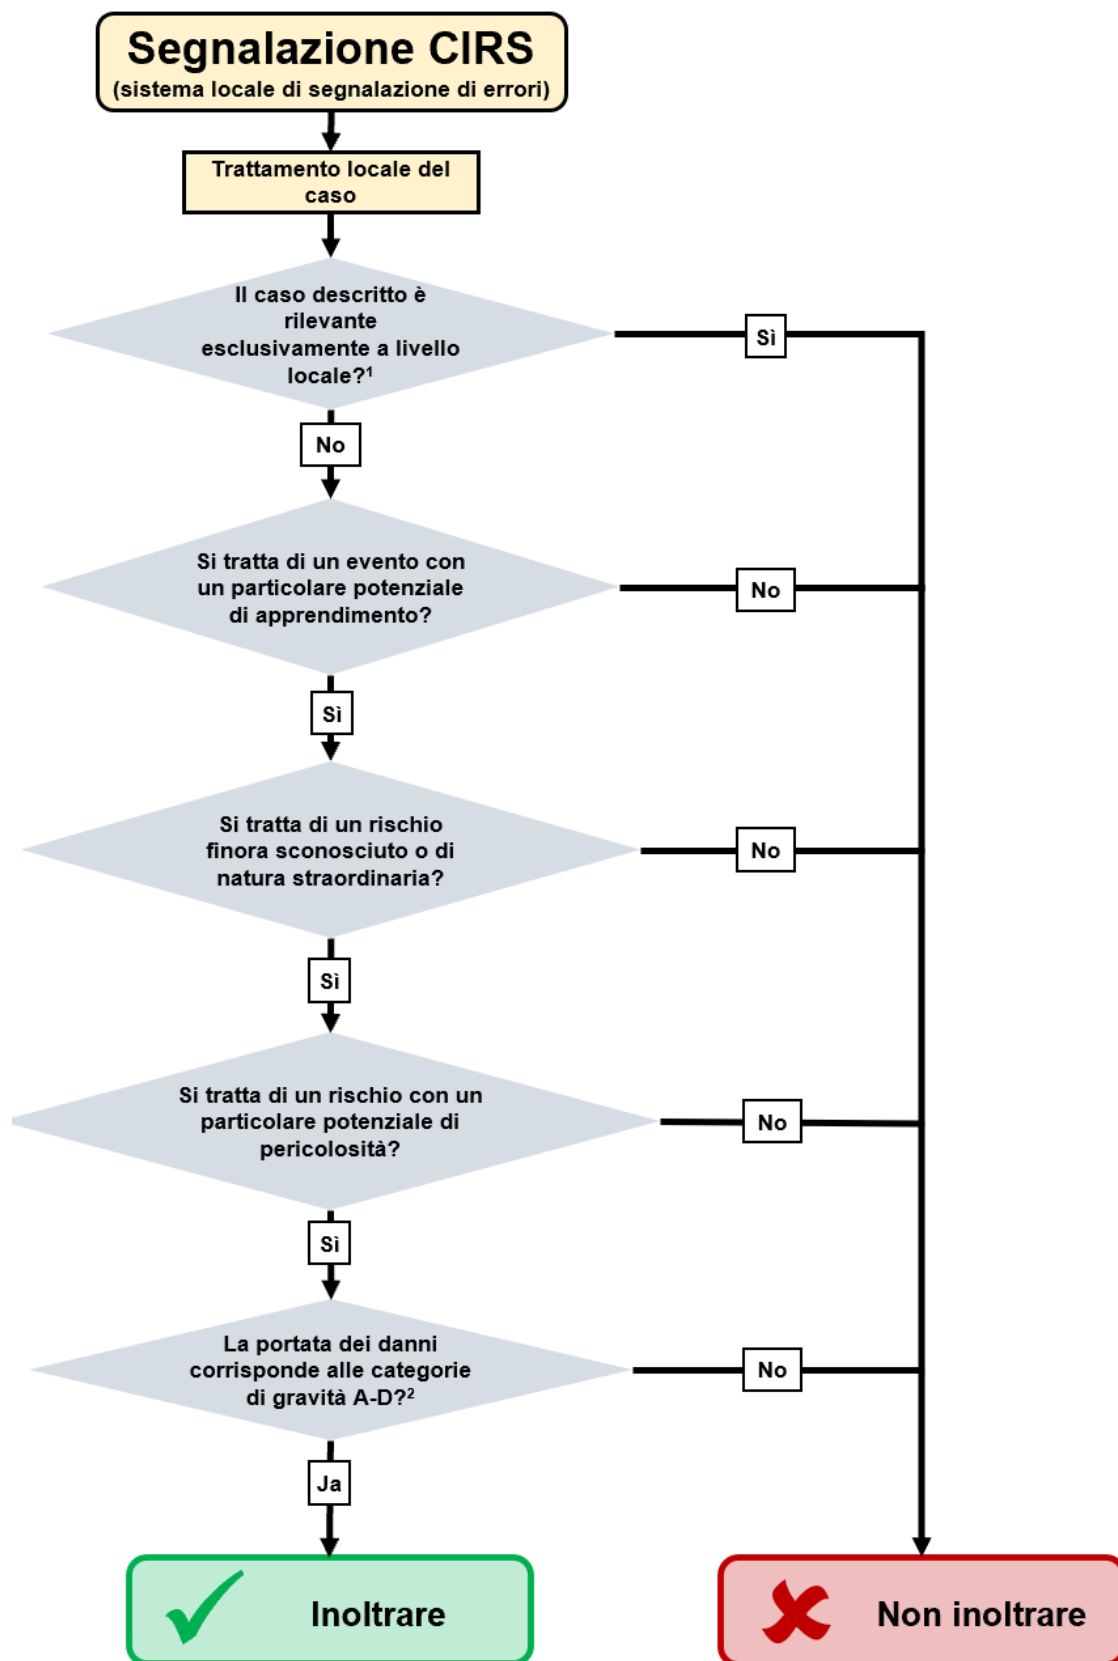 Segnalazione CIRS
(sistema locale di segnalazione di errori)
Trattamento locale del
caso
Il caso descritto è
rilevante
esclusivamente a livello
locale?¹
Sì
No
Si tratta di un evento con
un particolare potenziale
di apprendimento?
No
Sì
Si tratta di un rischio
finora sconosciuto o di
natura straordinaria?
No
Sì
Si tratta di un rischio con un
particolare potenziale di
pericolosità?
No
Sì
La portata dei danni
corrisponde alle categorie
di gravità A-D?²
No
Ja
Inoltrare
Non inoltrare